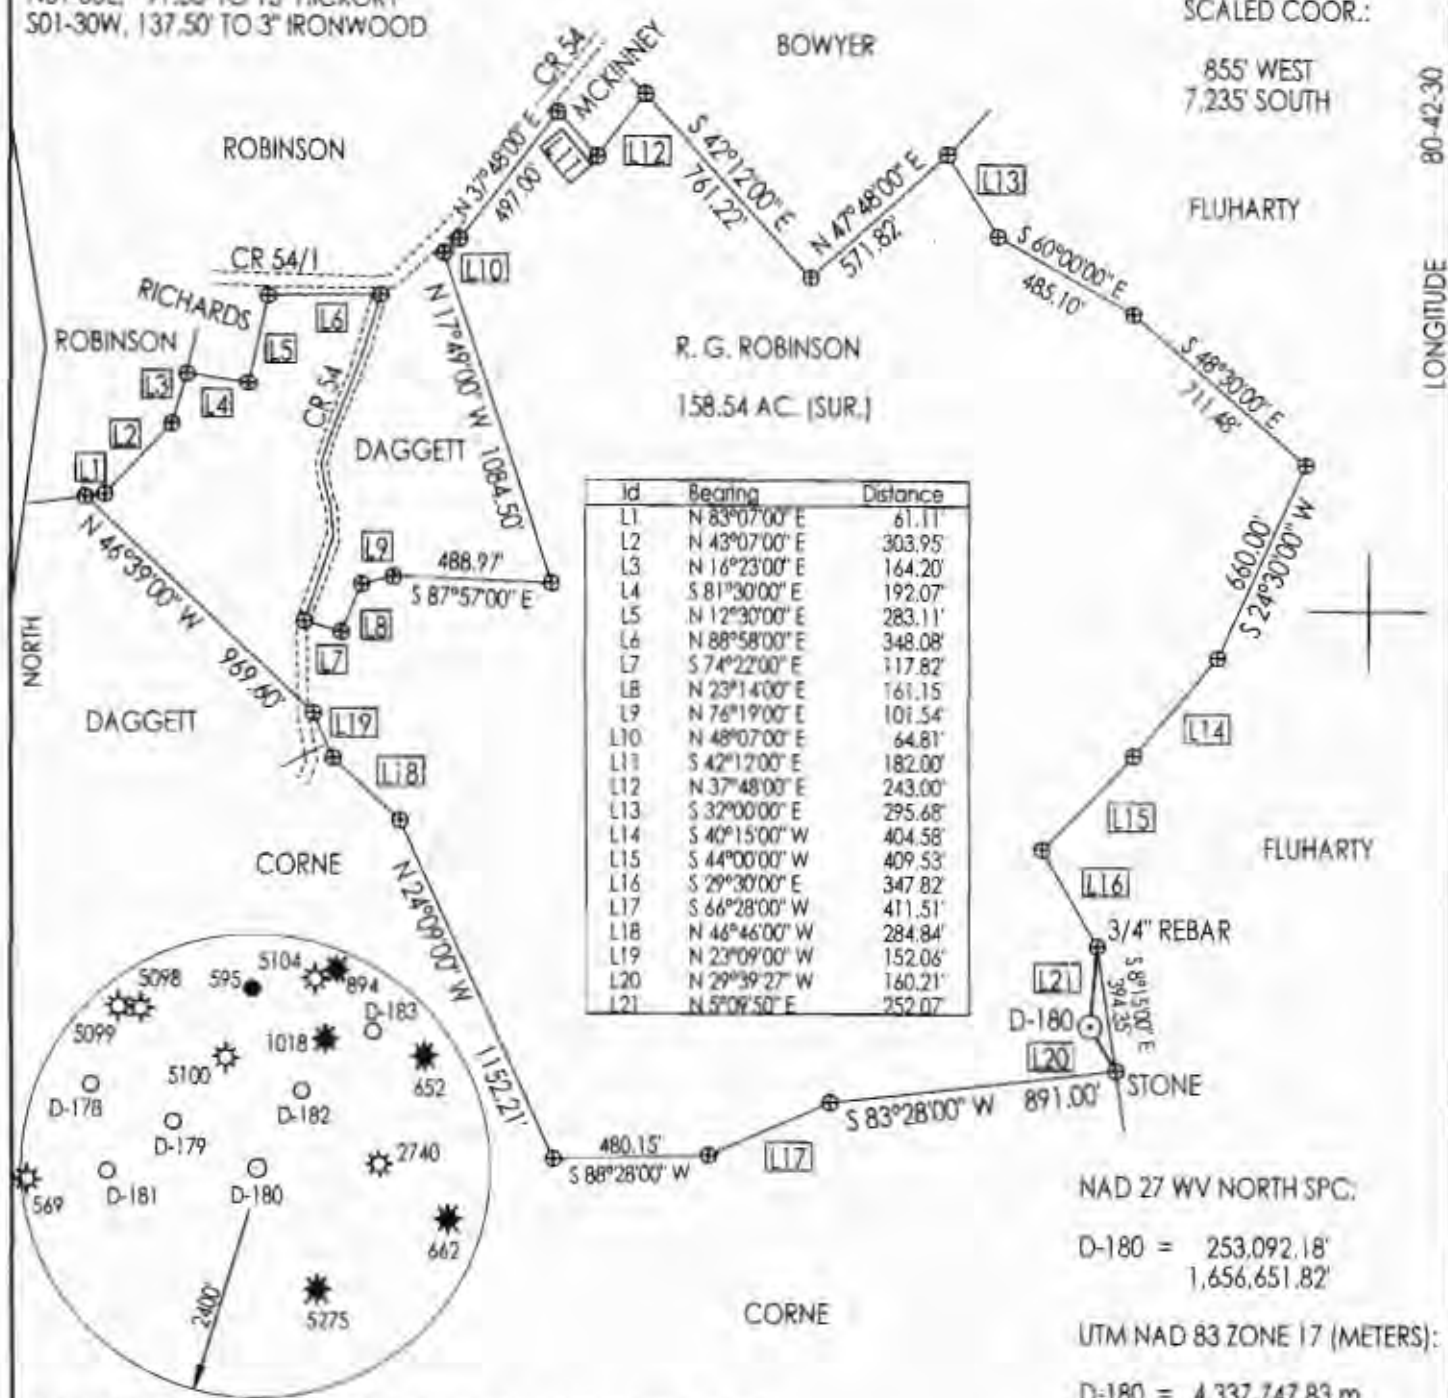 S01-30W, 137.50' TO 3" IRONWOOD
SCALED COOR.:
855' WEST
7,235' SOUTH
80-42-30
LONGITUDE
BOWYER
CR 54
MCKINNEY
ROBINSON
N 37°48'00" E
497.00'
L11
L12
S 42°12'00" E
761.22'
N 47°48'00" E
571.82'
L13
FLUHARTY
S 60°00'00" E
485.10'
CR 54/1
L10
RICHARDS
L6
ROBINSON
L5
L3
L4
L2
L1
CR 54
N 17°49'00" W 1084.50'
DAGGETT
R. G. ROBINSON
158.54 AC. (SUR.)
S 48°30'00" E
711.48'
660.00'
S 24°30'00" W
Id Bearing Distance
L1 N 83°07'00" E 61.11'
L2 N 43°07'00" E 303.95'
L3 N 16°23'00" E 164.20'
L4 S 81°30'00" E 192.07'
L5 N 12°30'00" E 283.11'
L6 N 88°58'00" E 348.08'
L7 S 74°22'00" E 117.82'
L8 N 23°14'00" E 161.15'
L9 N 76°19'00" E 101.54'
L10 N 48°07'00" E 64.81'
L11 S 42°12'00" E 182.00'
L12 N 37°48'00" E 243.00'
L13 S 32°00'00" E 295.68'
L14 S 40°15'00" W 404.58'
L15 S 44°00'00" W 409.53'
L16 S 29°30'00" E 347.82'
L17 S 66°28'00" W 411.51'
L18 N 46°46'00" W 284.84'
L19 N 23°09'00" W 152.06'
L20 N 29°39'27" W 160.21'
L21 N 5°09'50" E 252.07'
L9
488.97'
S 87°57'00" E
L8
L7
N 46°39'00" W
969.60'
NORTH
DAGGETT
L19
L18
L14
L15
L16
CORNE
FLUHARTY
N 24°09'00" W
1152.21'
3/4" REBAR
L21
S 8°15'00" E
394.35'
D-180
L20
STONE
S 83°28'00" W 891.00'
L17
480.15'
S 88°28'00" W
5104
894
5098
595
D-183
5099
1018
5100
652
D-178
D-182
D-179
2740
569
D-181
D-180
662
2400'
5275
CORNE
NAD 27 WV NORTH SPC:
D-180 = 253,092.18'
1,656,651.82'
UTM NAD 83 ZONE 17 (METERS):
D-180 = 4,337,747.83 m